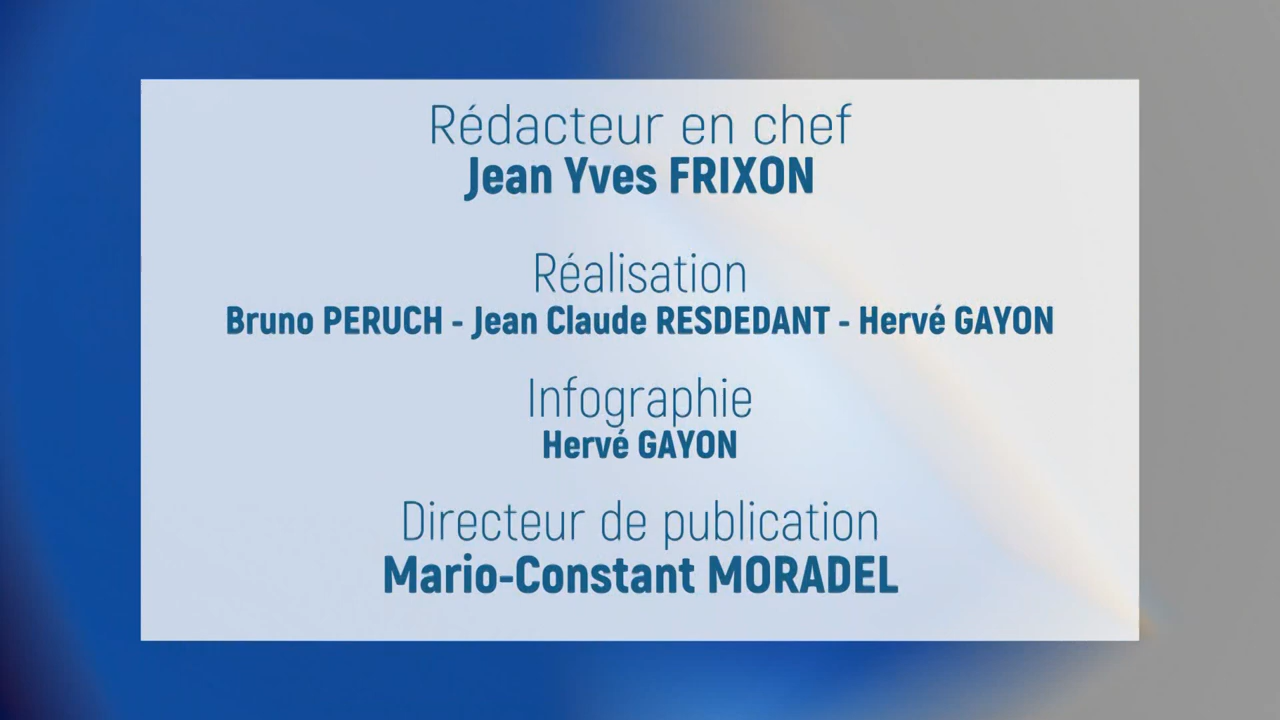 Rédacteur en chef
Jean Yves FRIXON
Réalisation
Bruno PERUCH - Jean Claude RESDEDANT - Hervé GAYON
Infographie
Hervé GAYON
Directeur de publication
Mario-Constant MORADEL